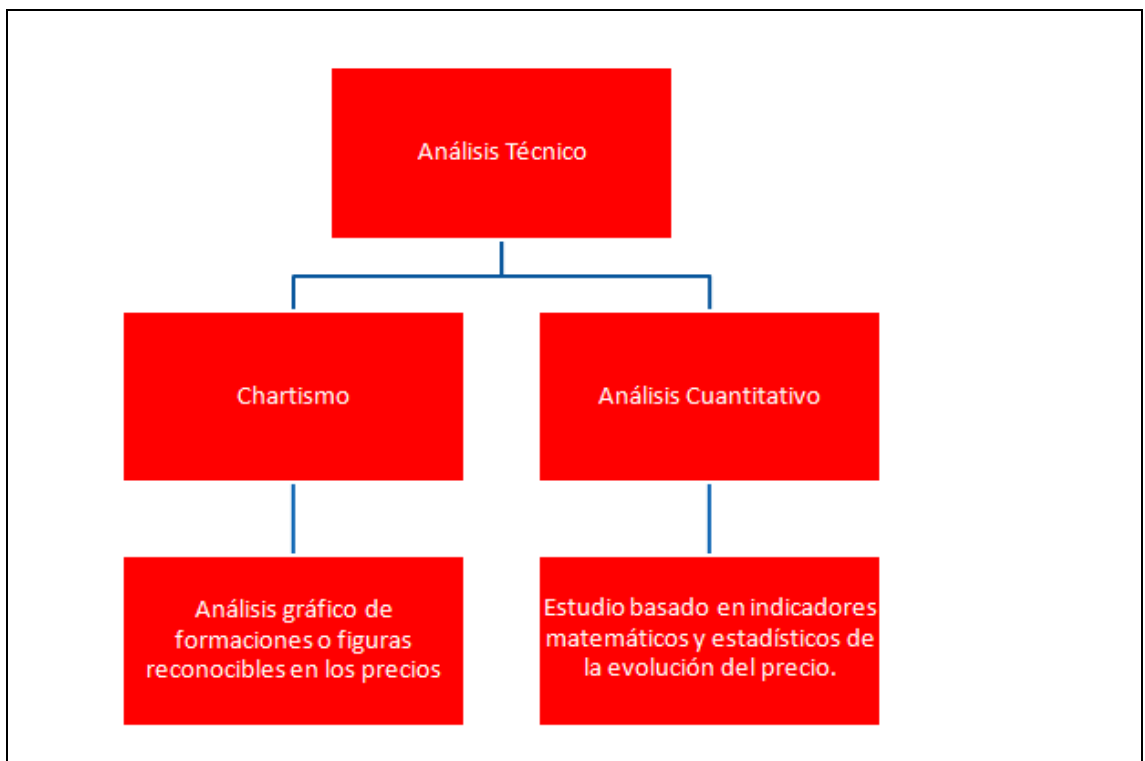 Análisis Técnico
Chartismo
Análisis Cuantitativo
Análisis gráfico de
formaciones o figuras
reconocibles en los precios
Estudio basado en indicadores
matemáticos y estadísticos de
la evolución del precio.